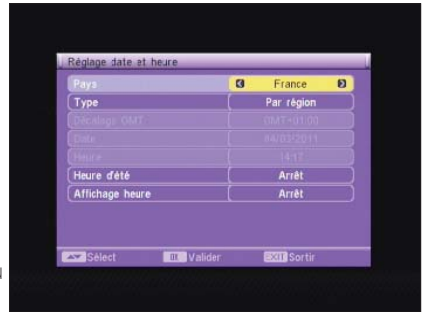 Réglage date et heure
Pays France
Type Par région
Décalage GMT GMT+01:00
Date 04/03/2011
Heure 14:17
Heure d'été Arrêt
Affichage heure Arrêt
Sélect Valider EXIT Sortir